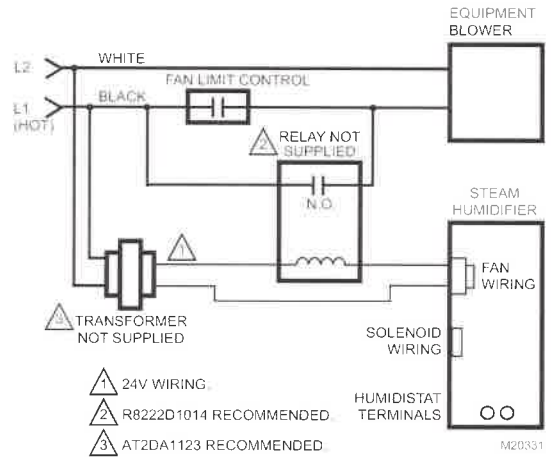 EQUIPMENT
BLOWER
L2
WHITE
FAN LIMIT CONTROL
BLACK
L1
(HOT)
2
RELAY NOT
SUPPLIED
N.O.
STEAM
HUMIDIFIER
1
FAN
WIRING
3
TRANSFORMER
NOT SUPPLIED
SOLENOID
WIRING
1 24V WIRING.
HUMIDISTAT
TERMINALS
2 R8222D1014 RECOMMENDED.
3 AT2DA1123 RECOMMENDED.
M20331